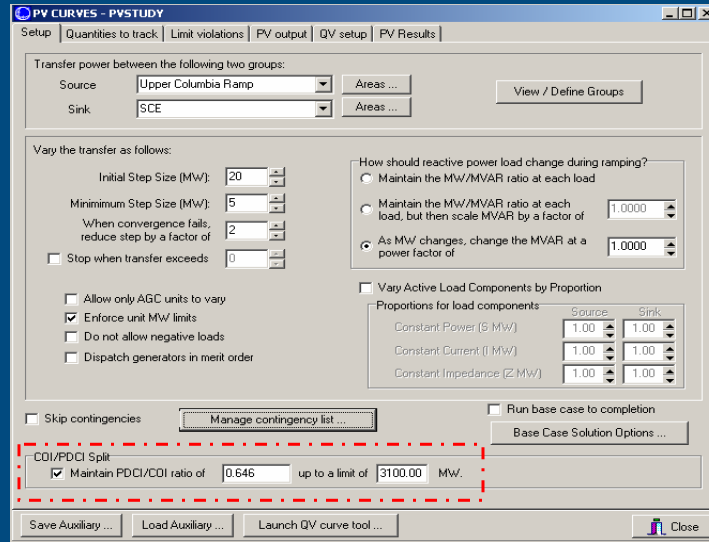 PV CURVES - PVSTUDY
Setup Quantities to track Limit violations PV output QV setup PV Results
Transfer power between the following two groups:
Source Upper Columbia Ramp Areas ... View / Define Groups
Sink SCE Areas ...
Vary the transfer as follows:
Initial Step Size (MW): 20
Minimimum Step Size (MW): 5
When convergence fails,
reduce step by a factor of 2
Stop when transfer exceeds 0
Allow only AGC units to vary
Enforce unit MW limits
Do not allow negative loads
Dispatch generators in merit order
How should reactive power load change during ramping?
Maintain the MW/MVAR ratio at each load
Maintain the MW/MVAR ratio at each
load, but then scale MVAR by a factor of 1.0000
As MW changes, change the MVAR at a
power factor of 1.0000
Vary Active Load Components by Proportion
Proportions for load components Source Sink
Constant Power (S MW) 1.00 1.00
Constant Current (I MW) 1.00 1.00
Constant Impedance (Z MW) 1.00 1.00
Skip contingencies Manage contingency list ... Run base case to completion
Base Case Solution Options ...
COI/PDCI Split
Maintain PDCI/COI ratio of 0.646 up to a limit of 3100.00 MW.
Save Auxiliary ... Load Auxiliary ... Launch QV curve tool ... Close